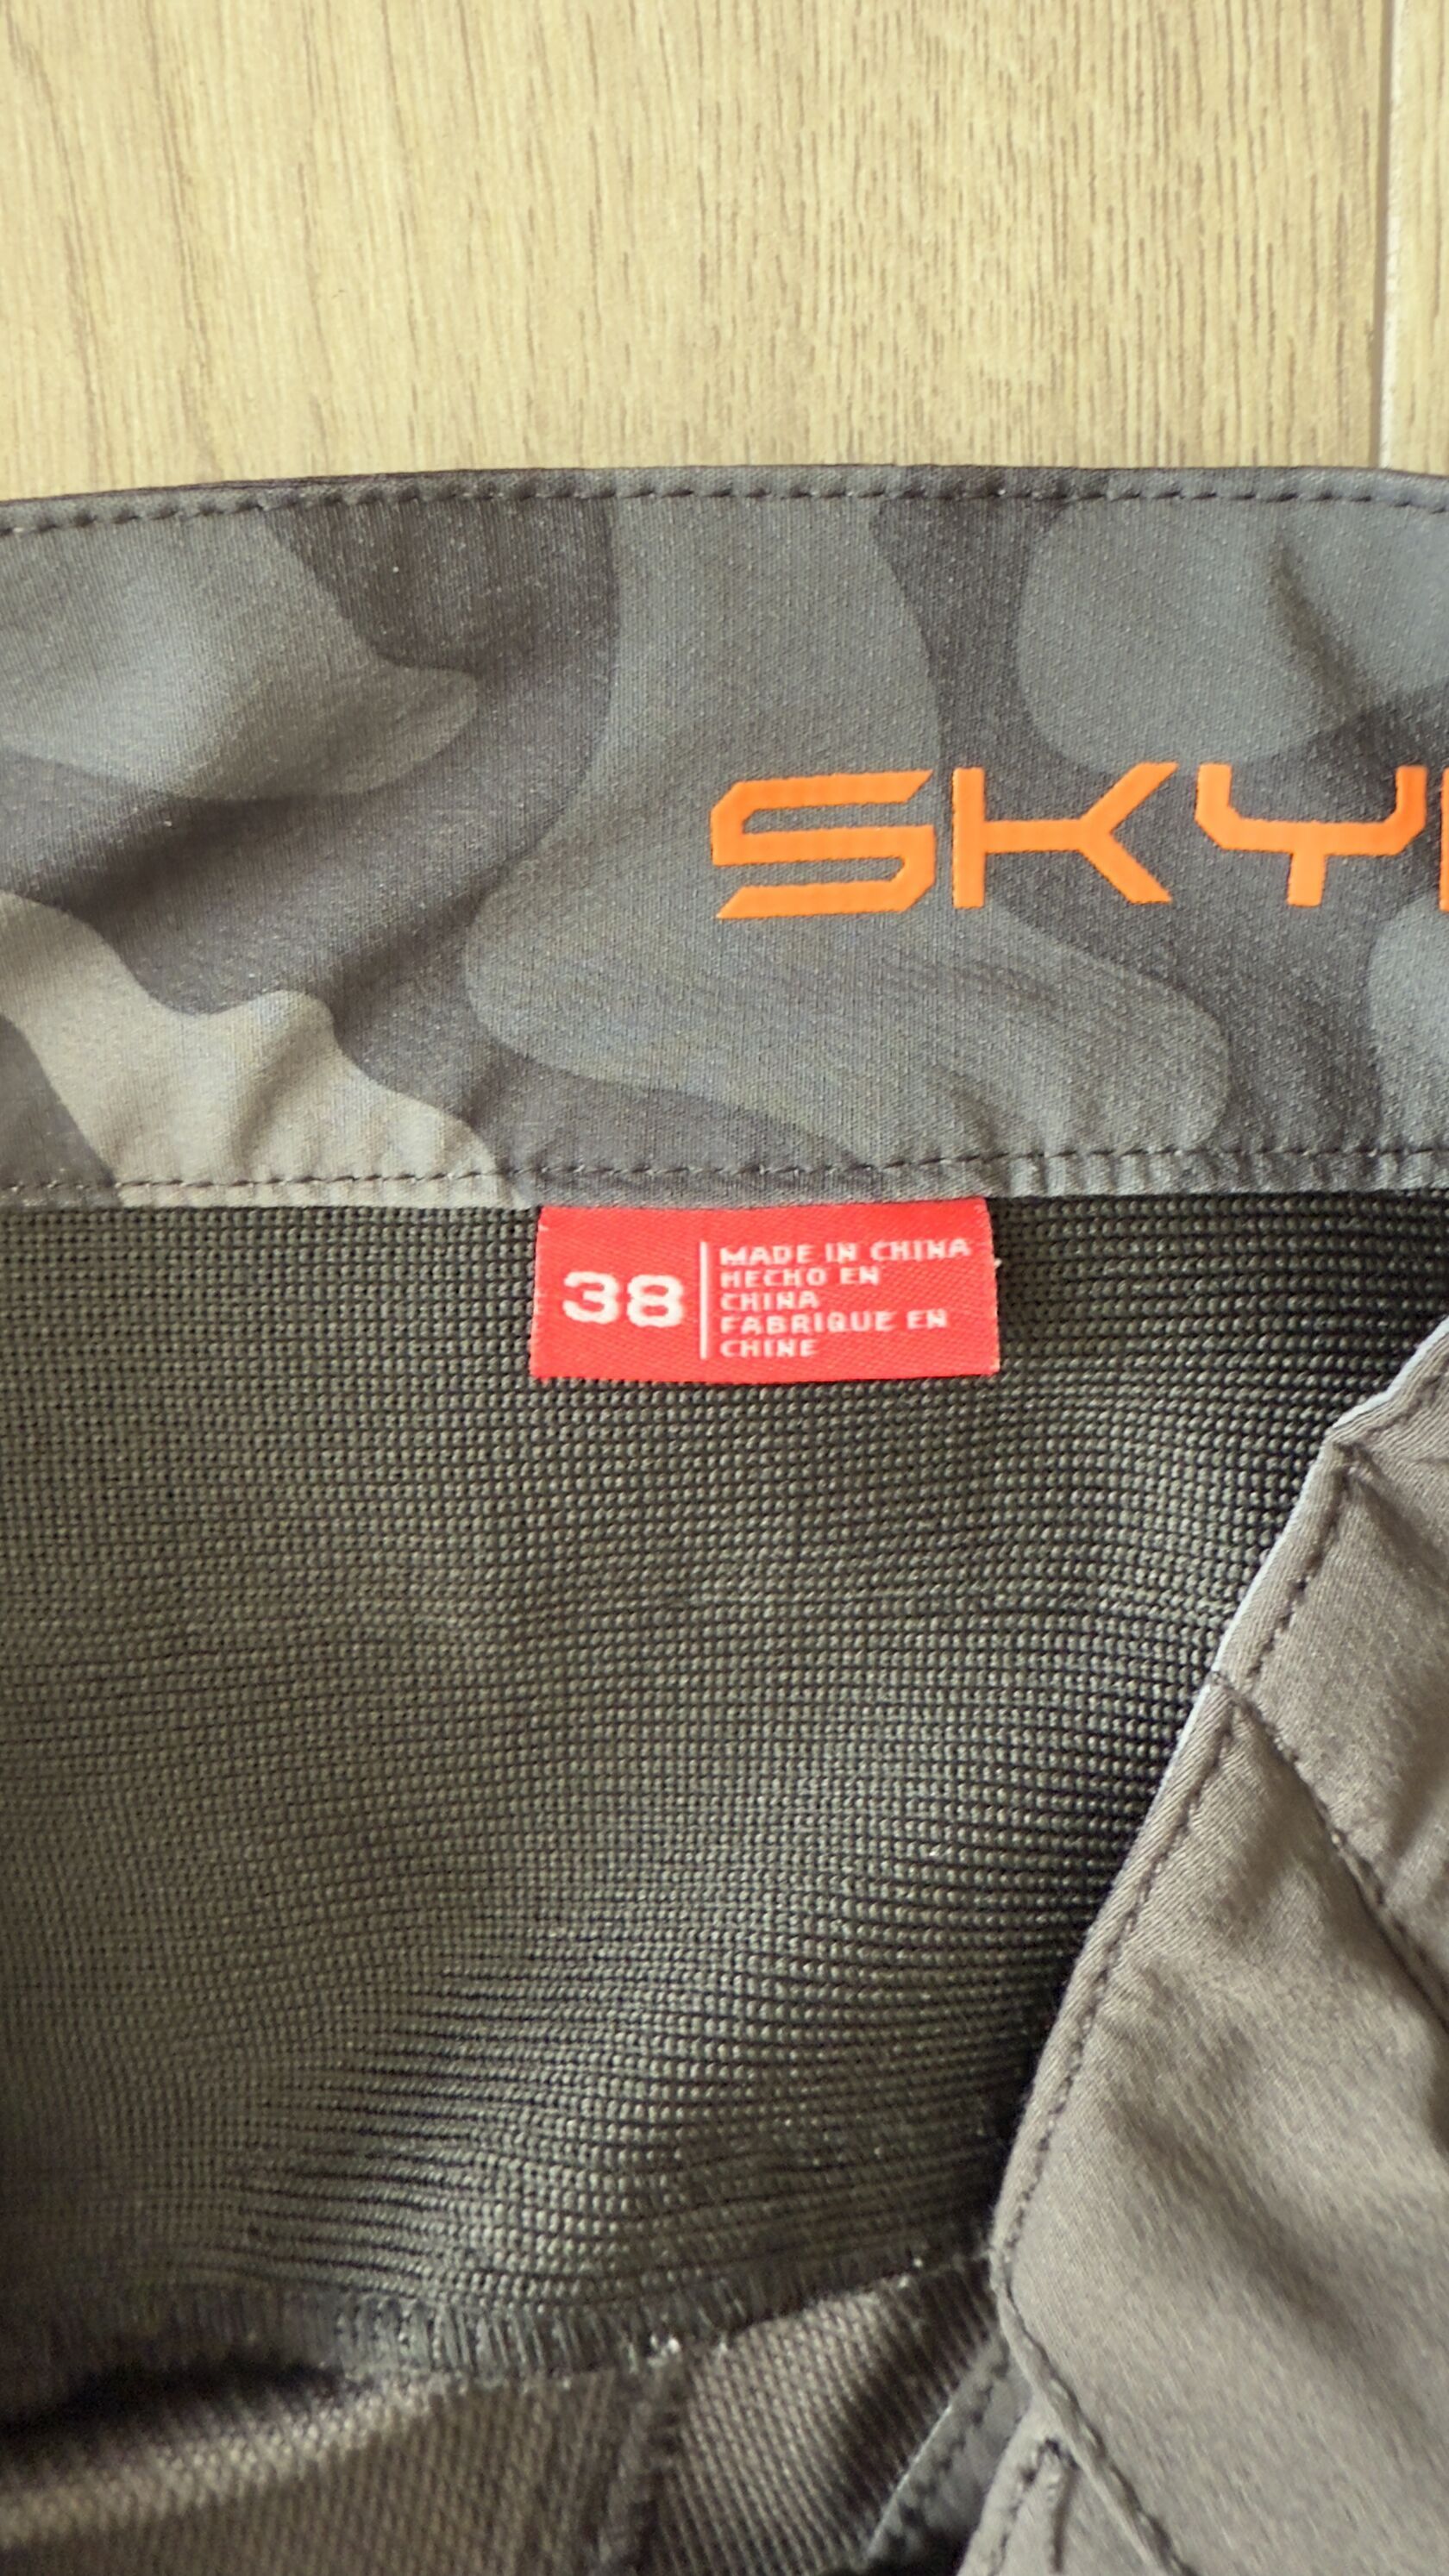 SKY
38
MADE IN CHINA
HECHO EN
CHINA
FABRIQUE EN
CHINE